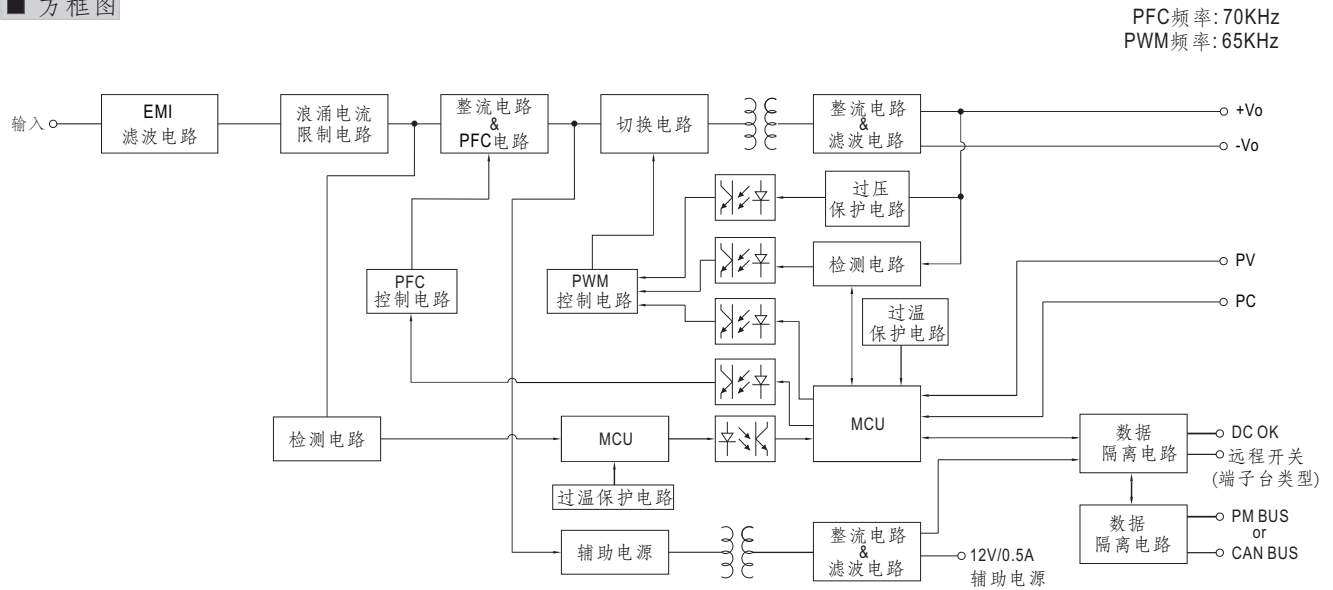 ■ 方框图
PFC频率: 70KHz
PWM频率: 65KHz
输入
EMI
滤波电路
浪涌电流
限制电路
整流电路
&
PFC电路
切换电路
整流电路
&
滤波电路
+Vo
-Vo
过压
保护电路
检测电路
PFC
控制电路
PWM
控制电路
过温
保护电路
PV
PC
MCU
检测电路
MCU
过温保护电路
数据
隔离电路
DC OK
远程开关
(端子台类型)
数据
隔离电路
PM BUS
or
CAN BUS
辅助电源
整流电路
&
滤波电路
12V/0.5A
辅助电源